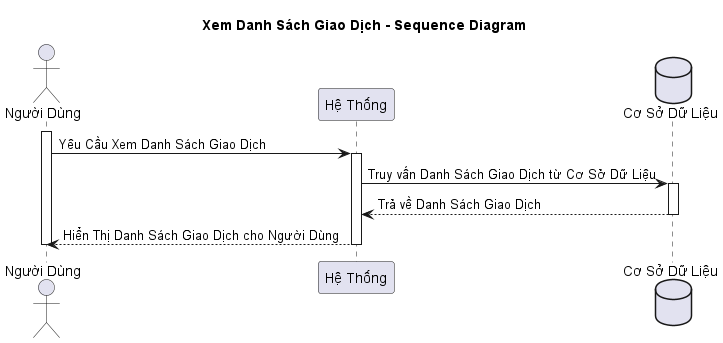 Xem Danh Sách Giao Dịch - Sequence Diagram
Người Dùng
Hệ Thống
Cơ Sở Dữ Liệu
Yêu Cầu Xem Danh Sách Giao Dịch
Truy vấn Danh Sách Giao Dịch từ Cơ Sở Dữ Liệu
Trả về Danh Sách Giao Dịch
Hiển Thị Danh Sách Giao Dịch cho Người Dùng
Người Dùng
Hệ Thống
Cơ Sở Dữ Liệu